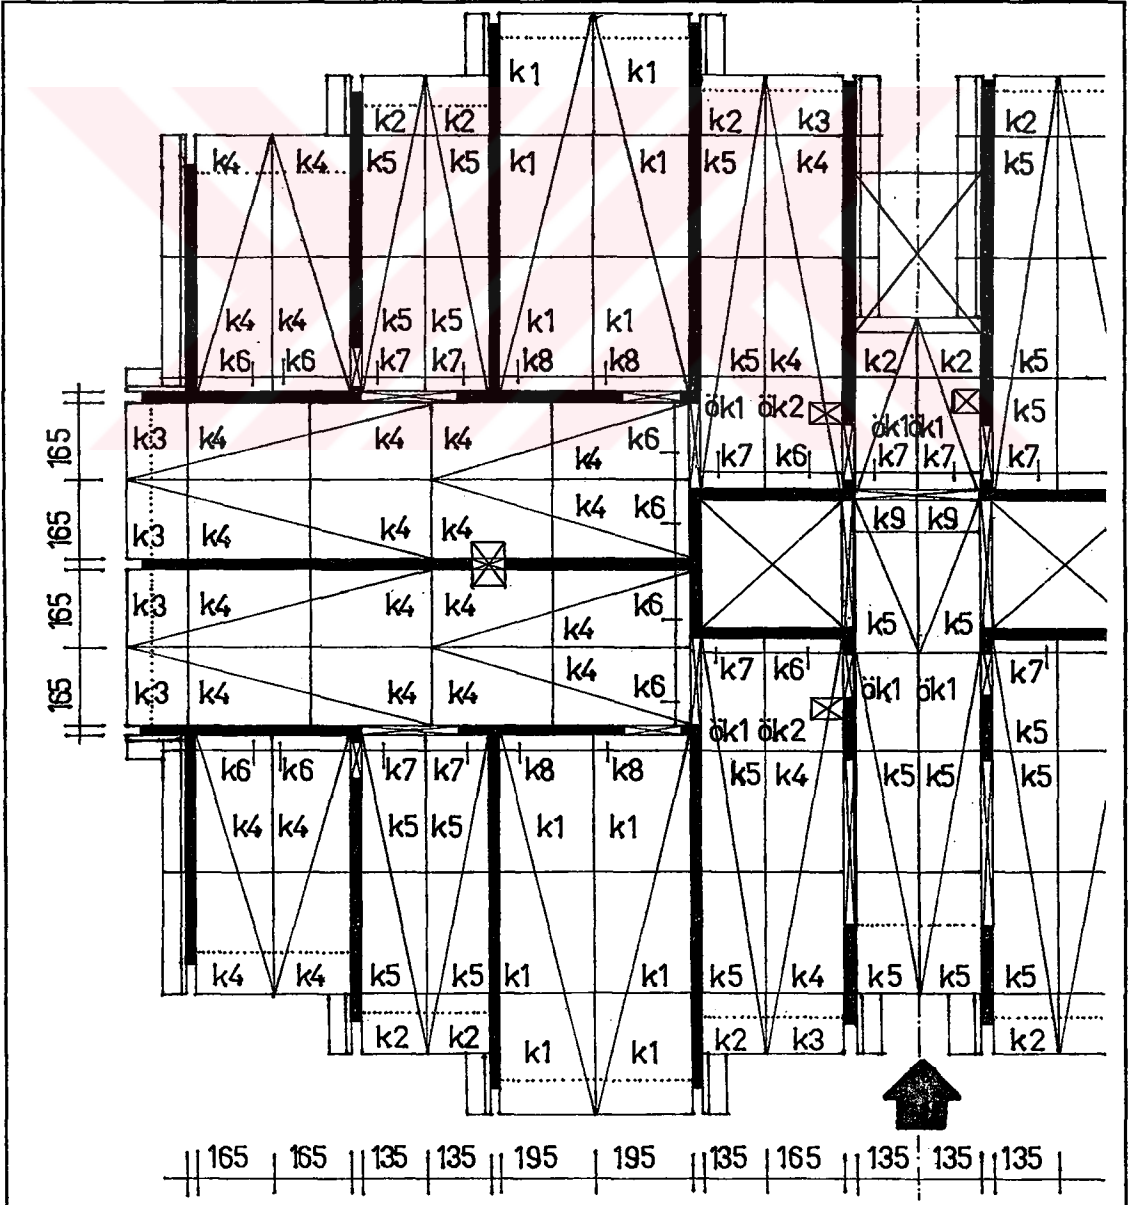 k1 k1
k2 k2 k2 k3 k2
k4 k4 k5 k5 k1 k1 k5 k4 k5
k4 k4 k5 k5 k1 k1
k6 k6 k7 k7 k8 k8 k5 k4 k2 k2 k5
ök1 ök2 k5
k3 k4 k4 k4 k6 ök1 ök1
k4 k7 k6 k7 k7 k7
165
k4 k6
k3 k4 k4 k4 k9 k9
165
k3 k4 k4 k4 k6
165
k4 k5 k5
k4 k7 k6 k7
k3 k4 k4 k4 k6 ök1 ök1
165
ök1 ök2 k5
k6 k6 k7 k7 k8 k8 k5 k4 k5 k5 k5
k4 k4 k5 k5 k1 k1
k4 k4 k5 k5 k1 k1 k5 k4 k5 k5 k5
k2 k2 k1 k1 k2 k3 k2
165 165 135 135 195 195 135 165 135 135 135